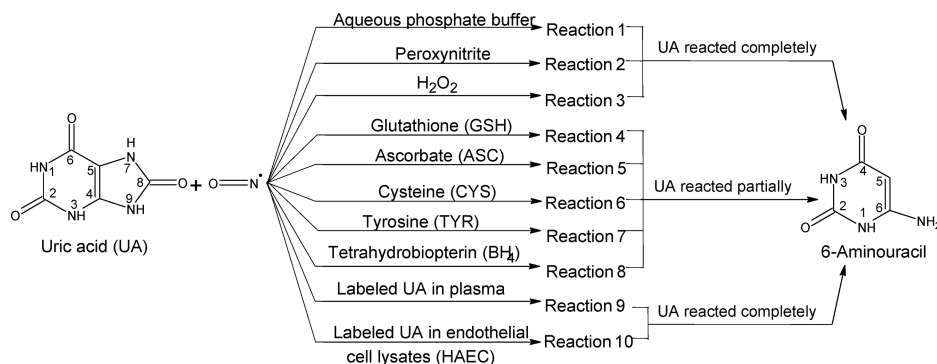 Aqueous phosphate buffer
Reaction 1
Peroxynitrite
Reaction 2
UA reacted completely
H2O2
Reaction 3
Glutathione (GSH)
Reaction 4
Ascorbate (ASC)
Reaction 5
Cysteine (CYS)
Reaction 6
UA reacted partially
Tyrosine (TYR)
Reaction 7
Tetrahydrobiopterin (BH4)
Reaction 8
Labeled UA in plasma
Reaction 9
UA reacted completely
Labeled UA in endothelial
cell lysates (HAEC)
Reaction 10
O
6
HN
1
5
H
N
7
8
O
2
4
9
O
N
H
3
N
H
Uric acid (UA)
+
O
N
O
4
HN
3
5
2
1
6
O
NH
NH2
6-Aminouracil